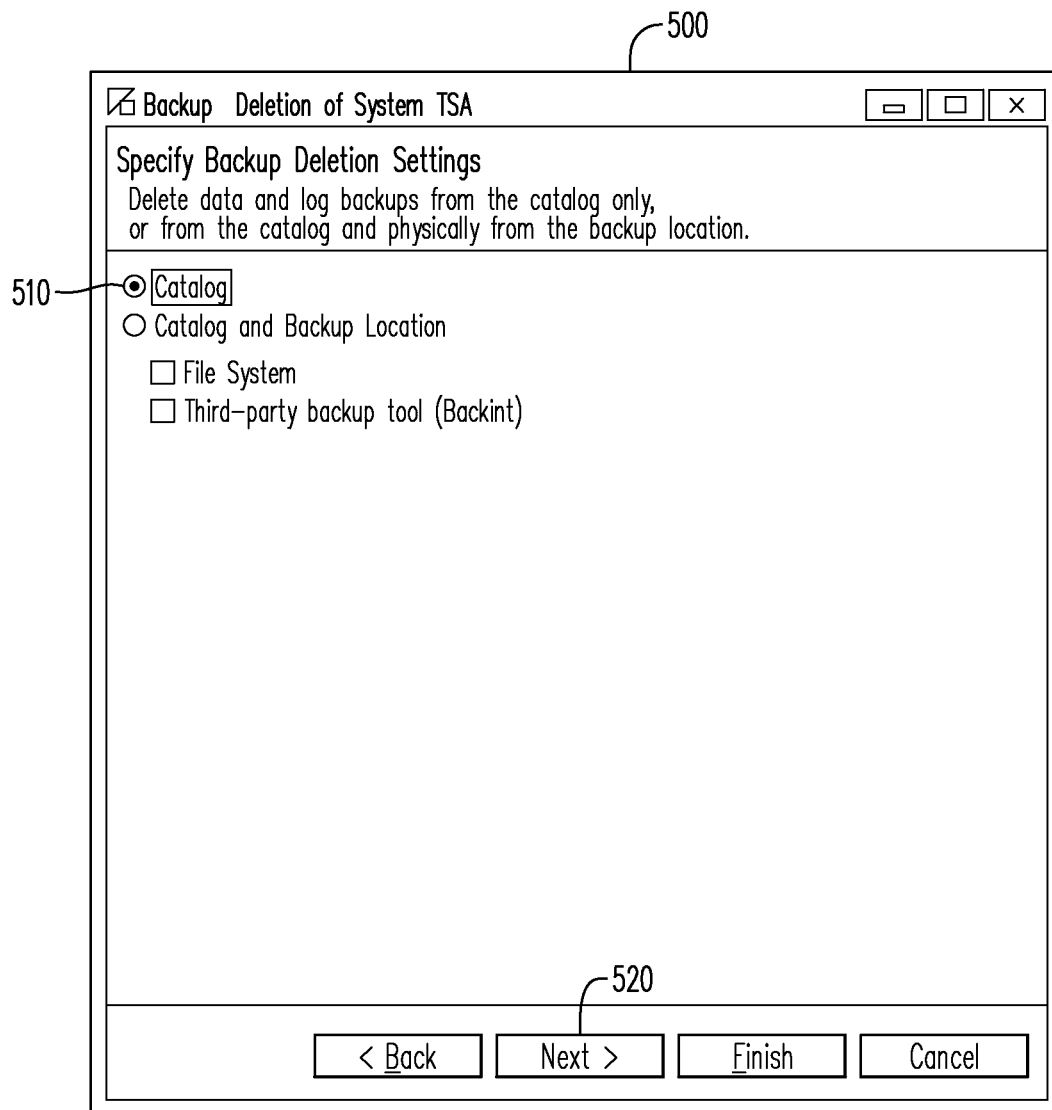 500
Backup Deletion of System TSA
Specify Backup Deletion Settings
Delete data and log backups from the catalog only,
or from the catalog and physically from the backup location.
510
Catalog
Catalog and Backup Location
File System
Third-party backup tool (Backint)
520
< Back Next > Finish Cancel